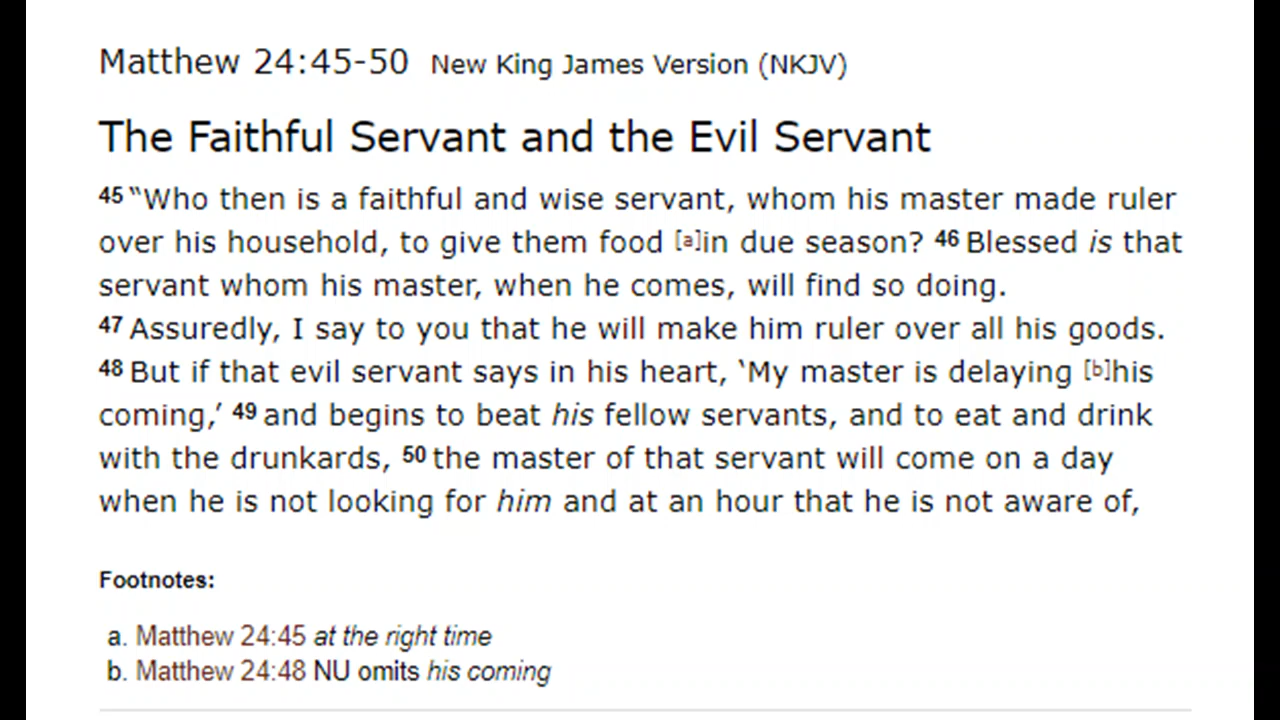 Matthew 24:45-50 New King James Version (NKJV)
The Faithful Servant and the Evil Servant
45 “Who then is a faithful and wise servant, whom his master made ruler
over his household, to give them food [a]in due season? 46 Blessed is that
servant whom his master, when he comes, will find so doing.
47 Assuredly, I say to you that he will make him ruler over all his goods.
48 But if that evil servant says in his heart, ‘My master is delaying [b]his
coming,’ 49 and begins to beat his fellow servants, and to eat and drink
with the drunkards, 50 the master of that servant will come on a day
when he is not looking for him and at an hour that he is not aware of,
Footnotes:
a. Matthew 24:45 at the right time
b. Matthew 24:48 NU omits his coming